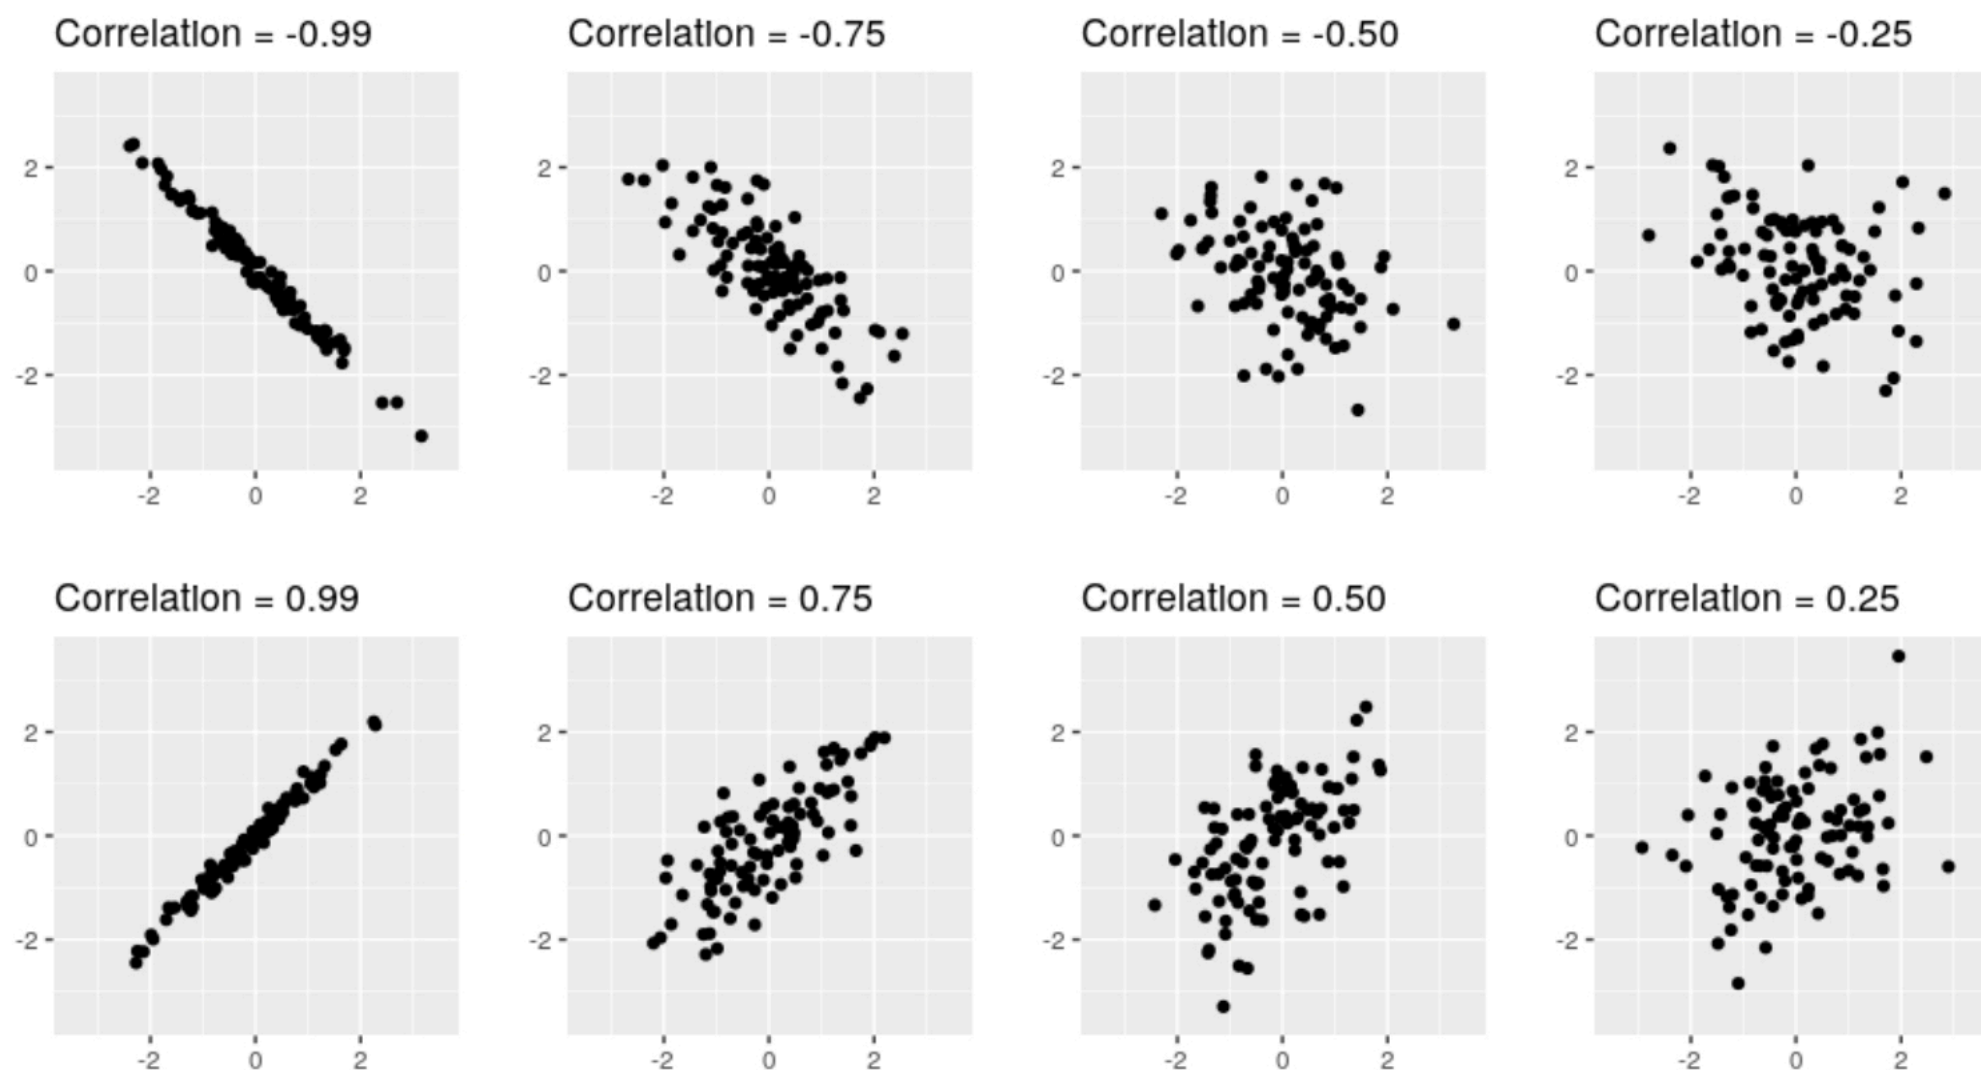 Correlation = -0.99
Correlation = -0.75
Correlation = -0.50
Correlation = -0.25
2
0
-2
-2 0 2
2
0
-2
-2 0 2
2
0
-2
-2 0 2
2
0
-2
-2 0 2
Correlation = 0.99
Correlation = 0.75
Correlation = 0.50
Correlation = 0.25
2
0
-2
-2 0 2
2
0
-2
-2 0 2
2
0
-2
-2 0 2
2
0
-2
-2 0 2